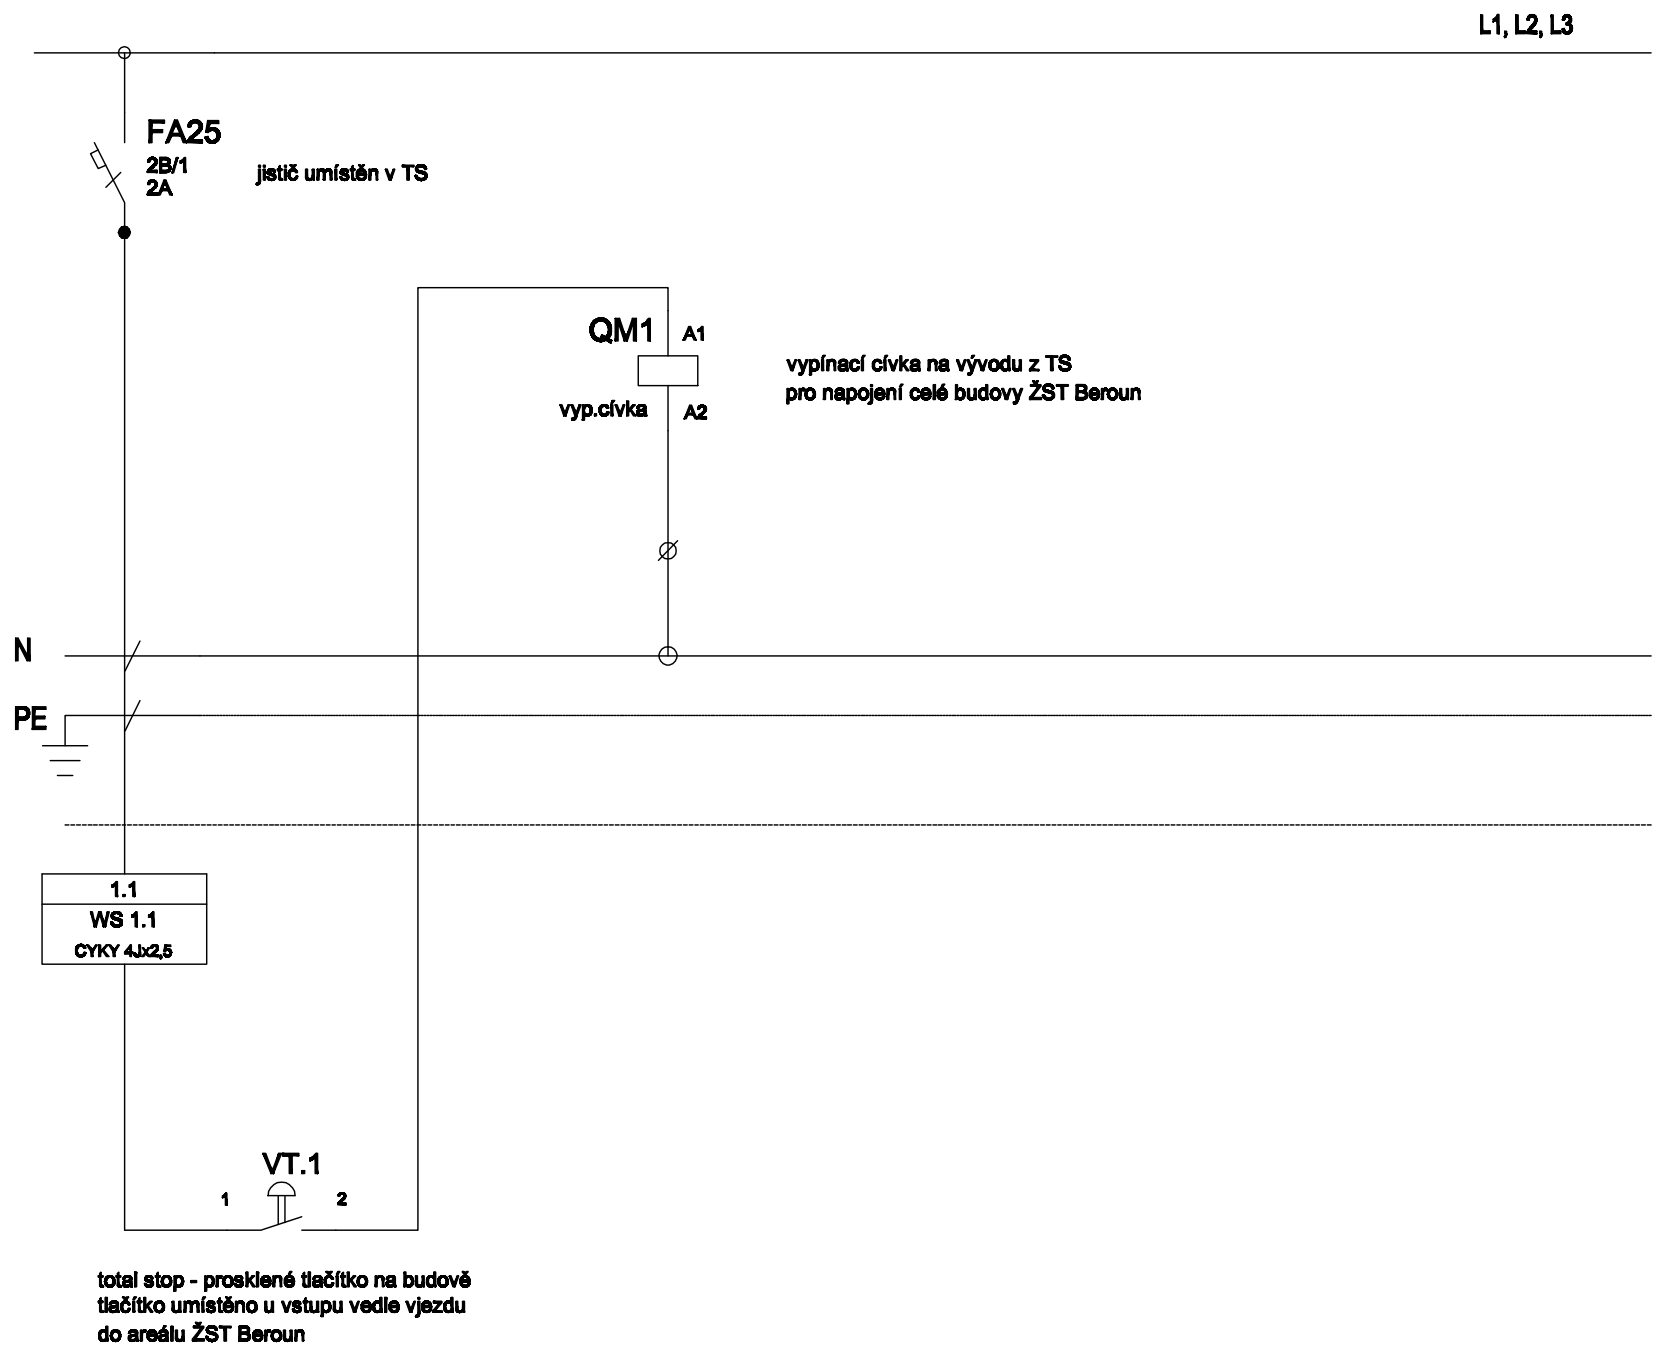 L1, L2, L3
FA25
2B/1
2A
jistič umístěn v TS
QM1
A1
vyp.cívka
A2
vypínací cívka na vývodu z TS
pro napojení celé budovy ŽST Beroun
N
PE
1.1
WS 1.1
CYKY 4Jx2,5
VT.1
1
2
total stop - prosklené tlačítko na budově
tlačítko umístěno u vstupu vedle vjezdu
do areálu ŽST Beroun